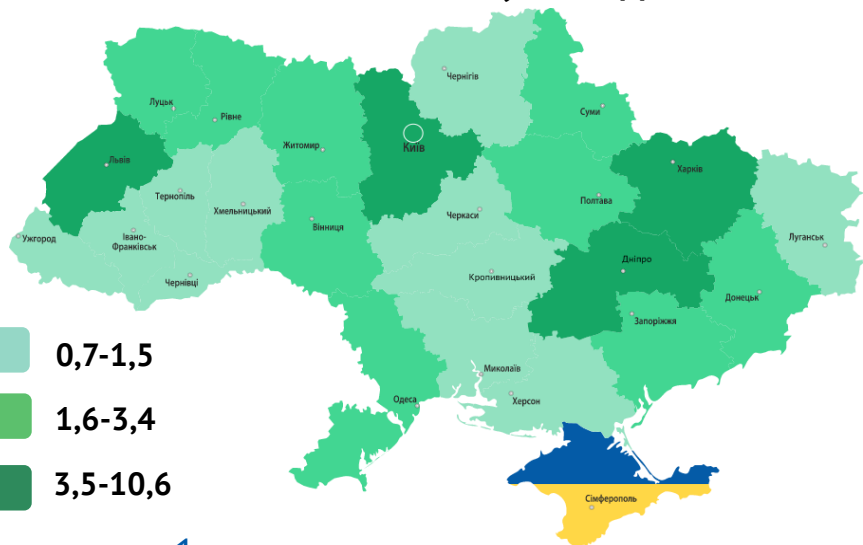 Чернігів
Луцьк
Рівне
Суми
Житомир
Київ
Львів
Харків
Тернопіль
Хмельницький
Полтава
Черкаси
Вінниця
Ужгород
Івано-
Франківськ
Луганськ
Чернівці
Кропивницький
Дніпро
Донецьк
Запоріжжя
0,7-1,5
Миколаїв
Одеса
Херсон
1,6-3,4
3,5-10,6
Сімферополь